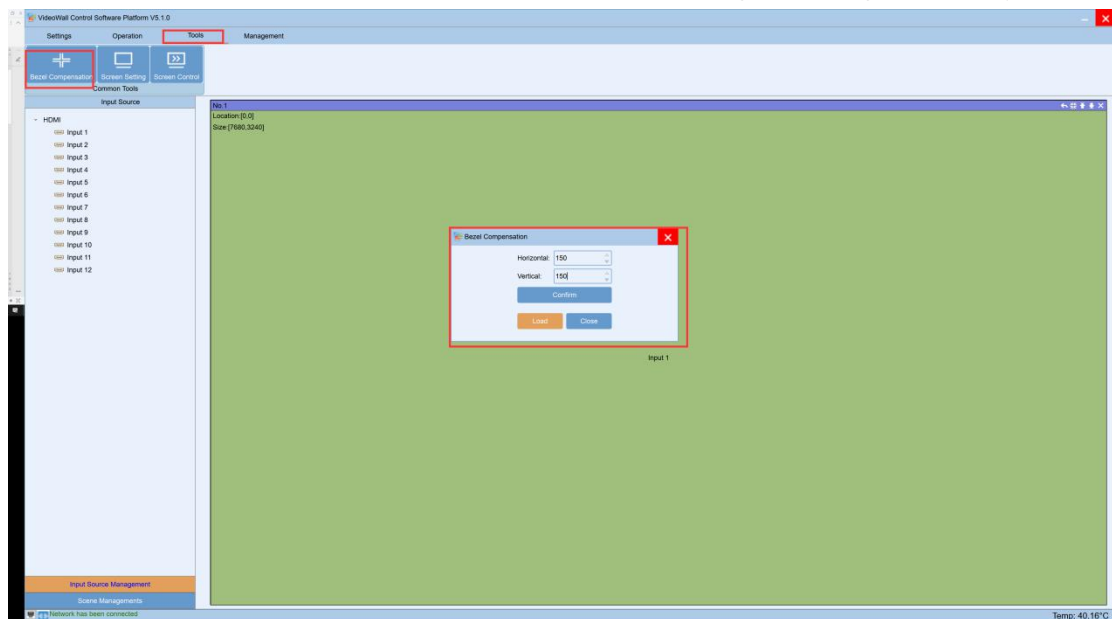 VideoWall Control Software Platform V5.1.0
Settings Operation Tools Management
Bezel Compensation Screen Setting Screen Control
Common Tools
Input Source
HDMI
Input 1
Input 2
Input 3
Input 4
Input 5
Input 6
Input 7
Input 8
Input 9
Input 10
Input 11
Input 12
Input Source Management
Scene Managements
No.1
Location:[0,0]
Size:[7680,3240]
Bezel Compensation
Horizontal: 150
Vertical: 150
Confirm
Load Close
Input 1
Network has been connected
Temp: 40.16°C